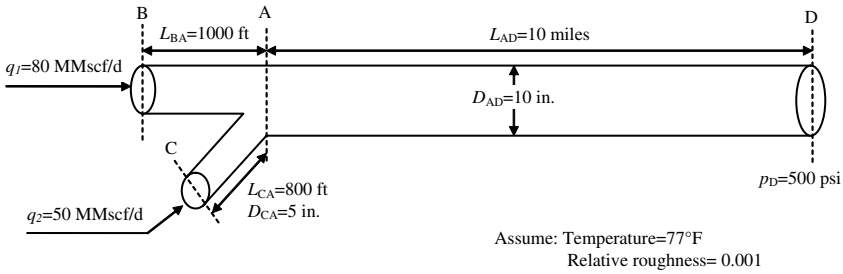 B
A
D
L_BA=1000 ft
L_AD=10 miles
q_1=80 MMscf/d
D_AD=10 in.
C
L_CA=800 ft
D_CA=5 in.
p_D=500 psi
q_2=50 MMscf/d
Assume: Temperature=77°F
Relative roughness= 0.001